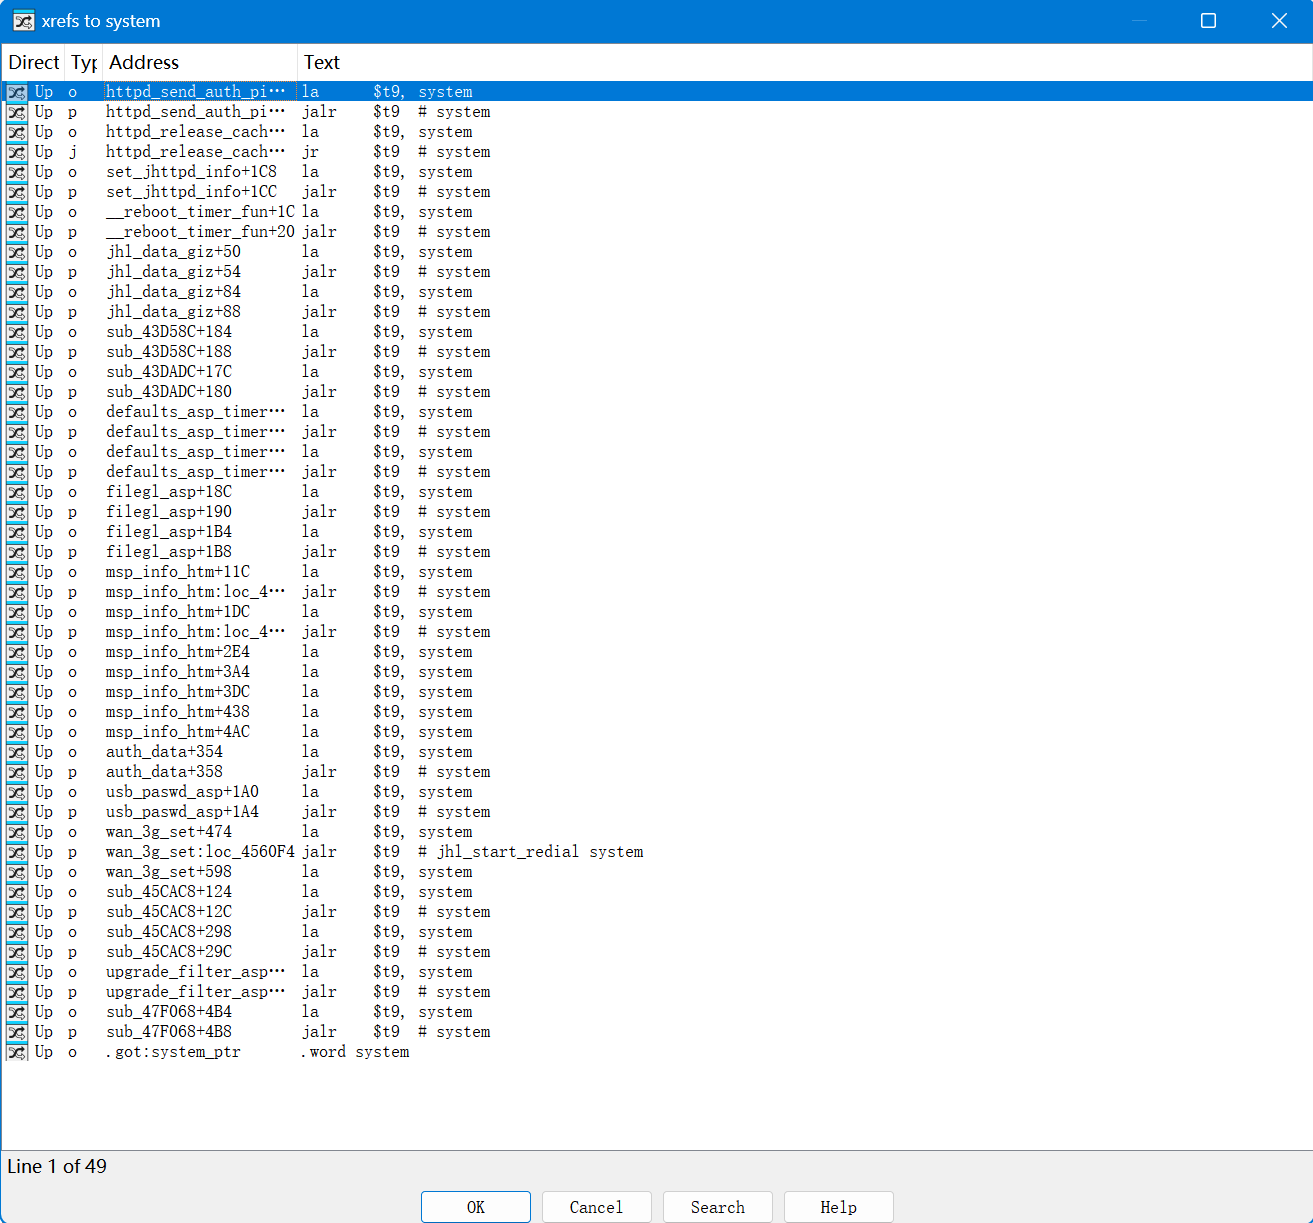 xrefs to system
Direct Typ Address Text
Up o httpd_send_auth_pi… la $t9, system
Up p httpd_send_auth_pi… jalr $t9 # system
Up o httpd_release_cach… la $t9, system
Up j httpd_release_cach… jr $t9 # system
Up o set_jhttpd_info+1C8 la $t9, system
Up p set_jhttpd_info+1CC jalr $t9 # system
Up o __reboot_timer_fun+1C la $t9, system
Up p __reboot_timer_fun+20 jalr $t9 # system
Up o jhl_data_giz+50 la $t9, system
Up p jhl_data_giz+54 jalr $t9 # system
Up o jhl_data_giz+84 la $t9, system
Up p jhl_data_giz+88 jalr $t9 # system
Up o sub_43D58C+184 la $t9, system
Up p sub_43D58C+188 jalr $t9 # system
Up o sub_43DADC+17C la $t9, system
Up p sub_43DADC+180 jalr $t9 # system
Up o defaults_asp_timer… la $t9, system
Up p defaults_asp_timer… jalr $t9 # system
Up o defaults_asp_timer… la $t9, system
Up p defaults_asp_timer… jalr $t9 # system
Up o filegl_asp+18C la $t9, system
Up p filegl_asp+190 jalr $t9 # system
Up o filegl_asp+1B4 la $t9, system
Up p filegl_asp+1B8 jalr $t9 # system
Up o msp_info_htm+11C la $t9, system
Up p msp_info_htm:loc_4… jalr $t9 # system
Up o msp_info_htm+1DC la $t9, system
Up p msp_info_htm:loc_4… jalr $t9 # system
Up o msp_info_htm+2E4 la $t9, system
Up o msp_info_htm+3A4 la $t9, system
Up o msp_info_htm+3DC la $t9, system
Up o msp_info_htm+438 la $t9, system
Up o msp_info_htm+4AC la $t9, system
Up o auth_data+354 la $t9, system
Up p auth_data+358 jalr $t9 # system
Up o usb_paswd_asp+1A0 la $t9, system
Up p usb_paswd_asp+1A4 jalr $t9 # system
Up o wan_3g_set+474 la $t9, system
Up p wan_3g_set:loc_4560F4 jalr $t9 # jhl_start_redial system
Up o wan_3g_set+598 la $t9, system
Up o sub_45CAC8+124 la $t9, system
Up p sub_45CAC8+12C jalr $t9 # system
Up o sub_45CAC8+298 la $t9, system
Up p sub_45CAC8+29C jalr $t9 # system
Up o upgrade_filter_asp… la $t9, system
Up p upgrade_filter_asp… jalr $t9 # system
Up o sub_47F068+4B4 la $t9, system
Up p sub_47F068+4B8 jalr $t9 # system
Up o .got:system_ptr .word system
Line 1 of 49
OK Cancel Search Help